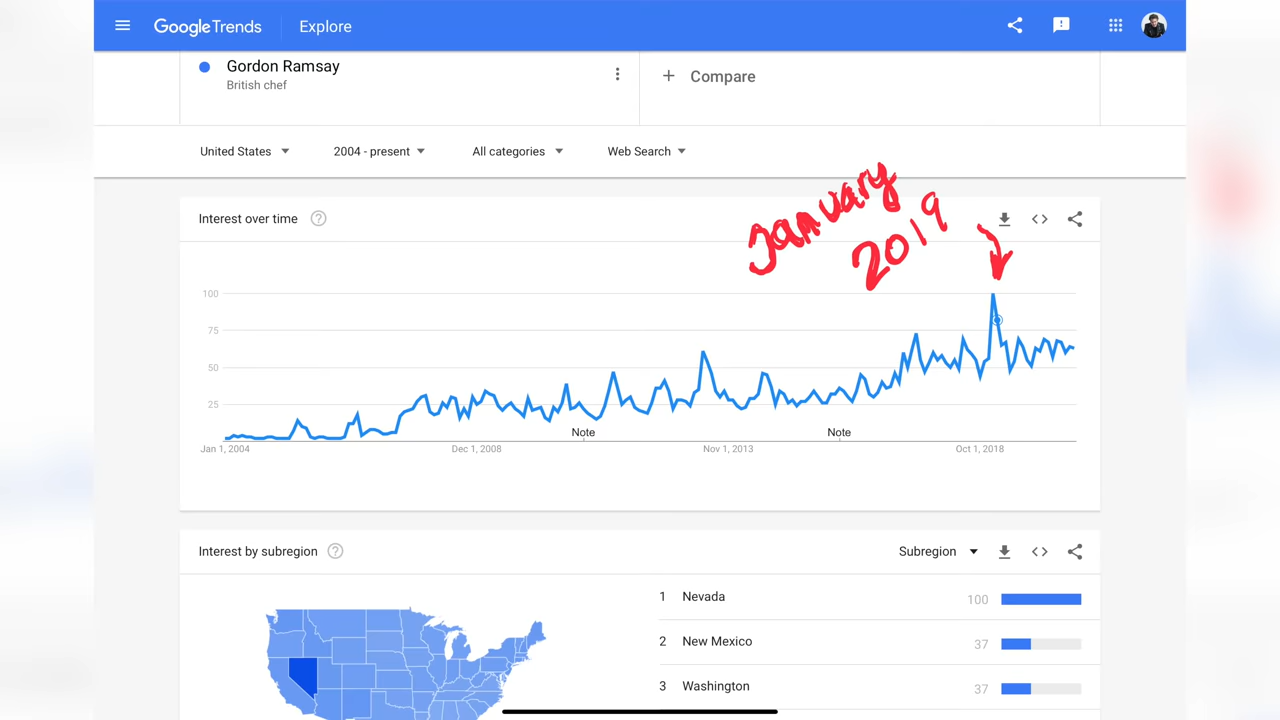 GoogleTrends Explore
Gordon Ramsay
British chef
+ Compare
United States 2004 - present All categories Web Search
January
2019
Interest over time ?
100
75
50
25
Note Note
Jan 1, 2004 Dec 1, 2008 Nov 1, 2013 Oct 1, 2018
Interest by subregion ? Subregion
1 Nevada 100
2 New Mexico 37
3 Washington 37